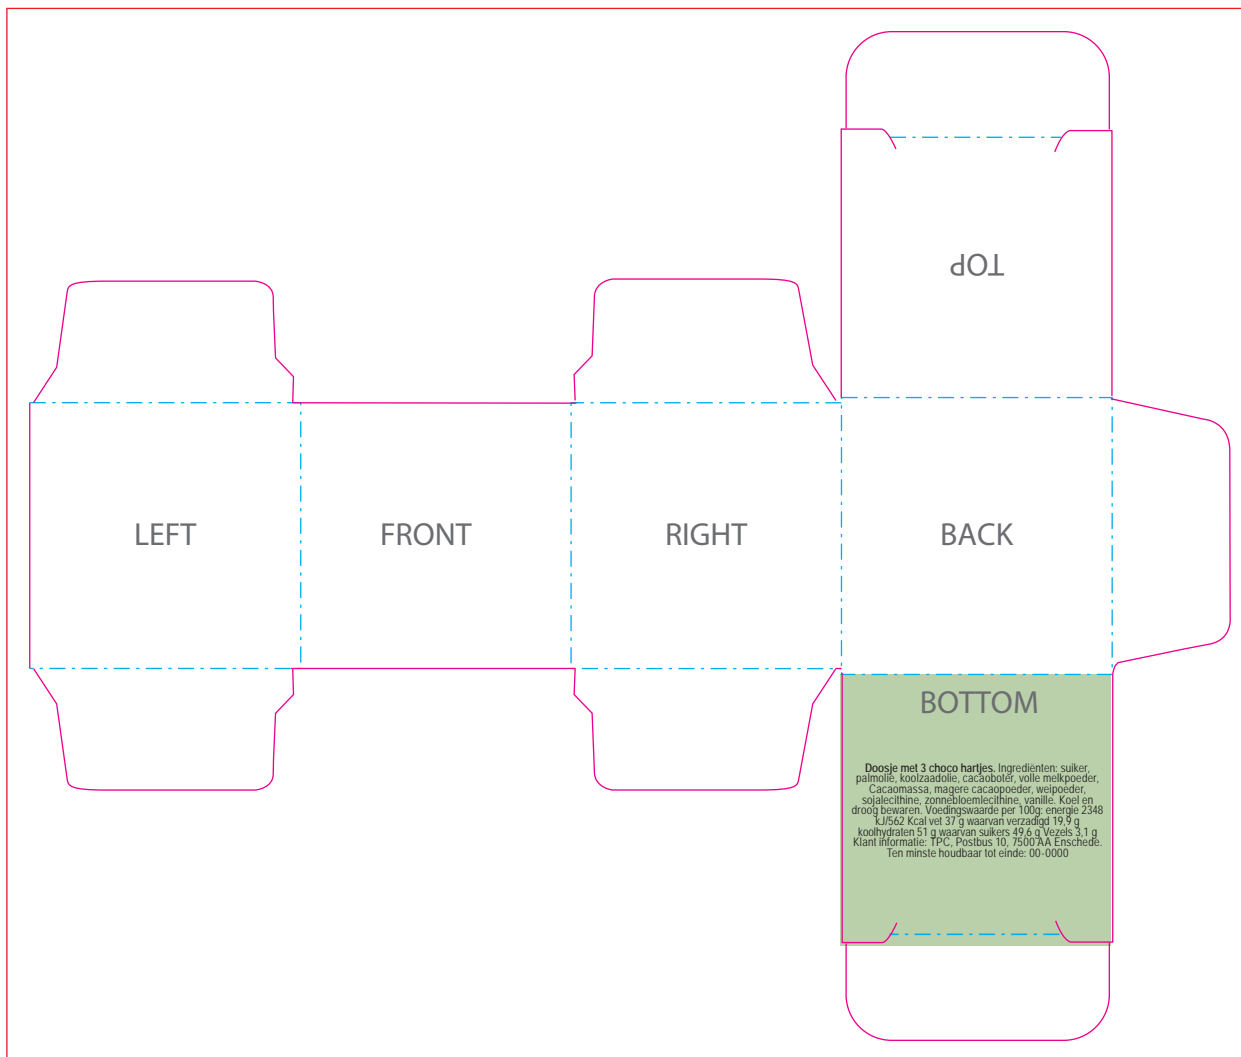 TOP
LEFT
FRONT
RIGHT
BACK
BOTTOM
Doosje met 3 choco hartjes. Ingrediënten: suiker,
palmolie, koolzaadolie, cacaoboter, volle melkpoeder,
Cacaomassa, magere cacaopoeder, weipoeder,
sojalecithine, zonnebloemlecithine, vanille. Koel en
droog bewaren. Voedingswaarde per 100g: energie 2348
kJ/562 Kcal vet 37 g waarvan verzadigd 19,9 g
koolhydraten 51 g waarvan suikers 49,6 g Vezels 3,1 g
Klant informatie: TPC, Postbus 10, 7500 AA Enschede.
Ten minste houdbaar tot einde: 00-0000